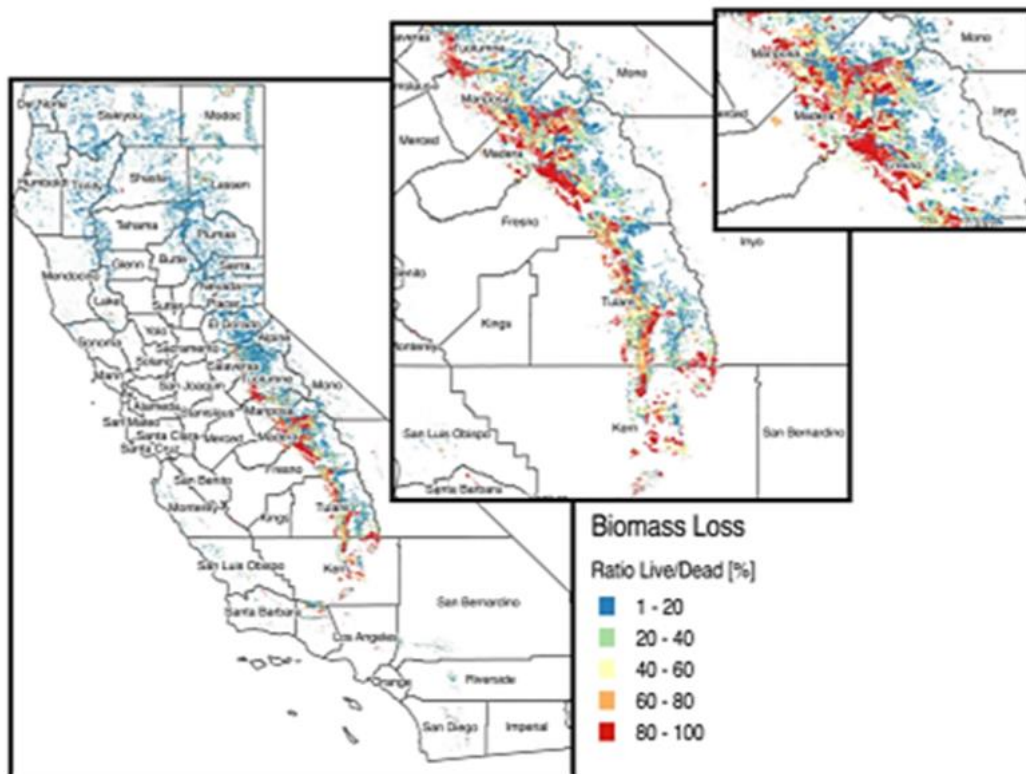 Del Norte
Siskiyou
Modoc
Humboldt
Trinity
Shasta
Lassen
Tehama
Plumas
Mendocino
Glenn
Butte
Sierra
Nevada
Lake
Sutter
Placer
Yolo
El Dorado
Sonoma
Sacramento
Alpine
Solano
Calaveras
Marin
Tuolumne
San Joaquin
Mono
Alameda
Stanislaus
Mariposa
San Mateo
Santa Clara
Merced
Madera
Santa Cruz
Fresno
San Benito
Monterey
Kings
Tulare
San Luis Obispo
Kern
Santa Barbara
San Bernardino
Los Angeles
Orange
Riverside
San Diego
Imperial
averas
Tuolumne
Mono
Mariposa
Merced
Madera
Fresno
Inyo
Kings
Tulare
San Luis Obispo
Kern
San Bernardino
Santa Barbara
Mono
Mariposa
Inyo
Madera
Biomass Loss
Ratio Live/Dead [%]
1 - 20
20 - 40
40 - 60
60 - 80
80 - 100